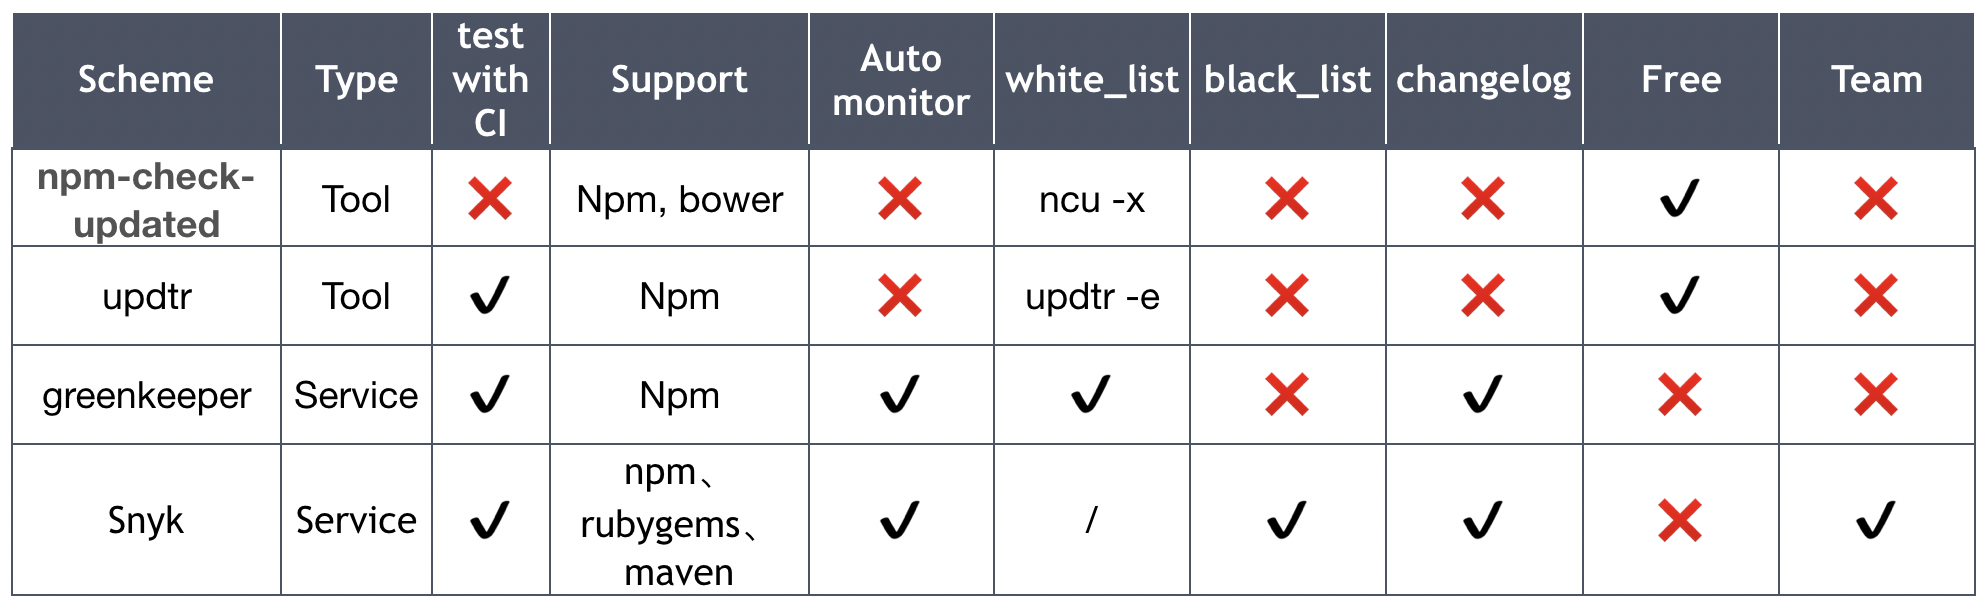 Scheme
Type
test
with
CI
Support
Auto
monitor
white_list
black_list
changelog
Free
Team
npm-check-
updated
Tool
❌
Npm, bower
❌
ncu -x
❌
❌
✔
❌
updtr
Tool
✔
Npm
❌
updtr -e
❌
❌
✔
❌
greenkeeper
Service
✔
Npm
✔
✔
❌
✔
❌
❌
Snyk
Service
✔
npm、
rubygems、
maven
✔
/
✔
✔
❌
✔